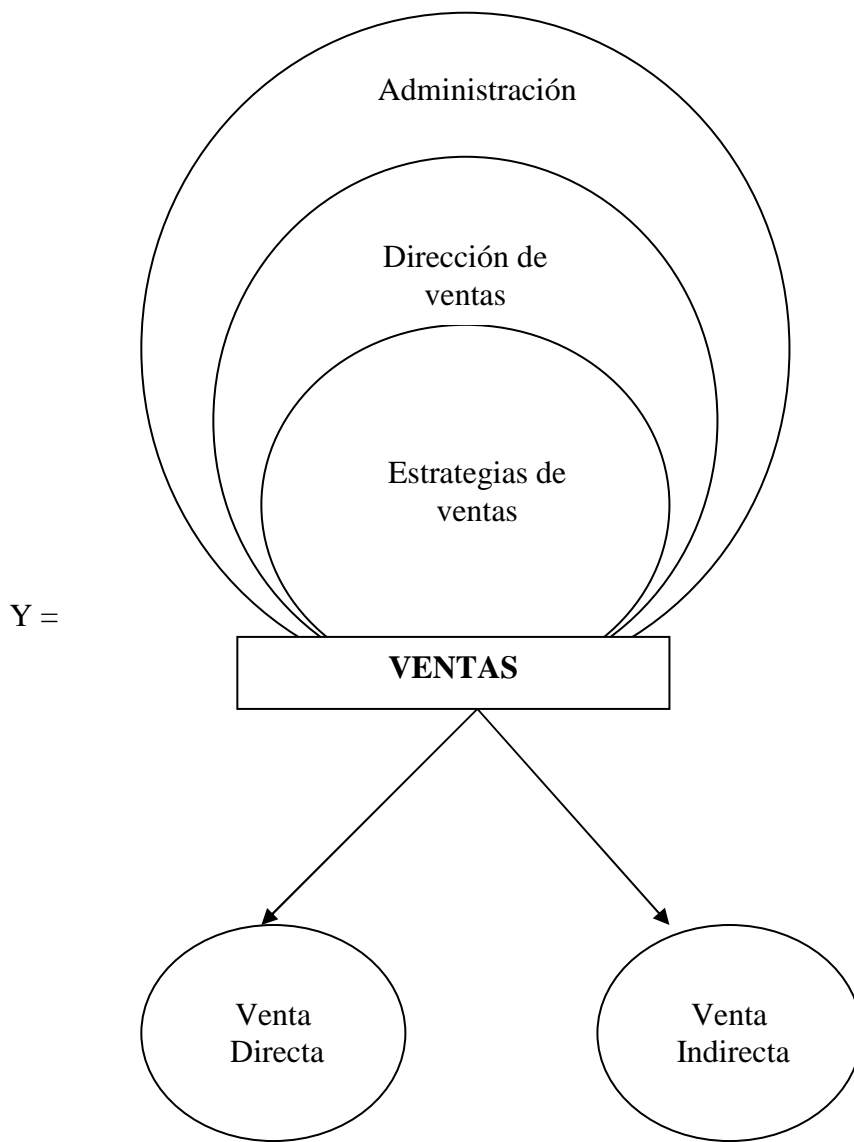 Administración
Dirección de
ventas
Estrategias de
ventas
Y =
VENTAS
Venta
Directa
Venta
Indirecta